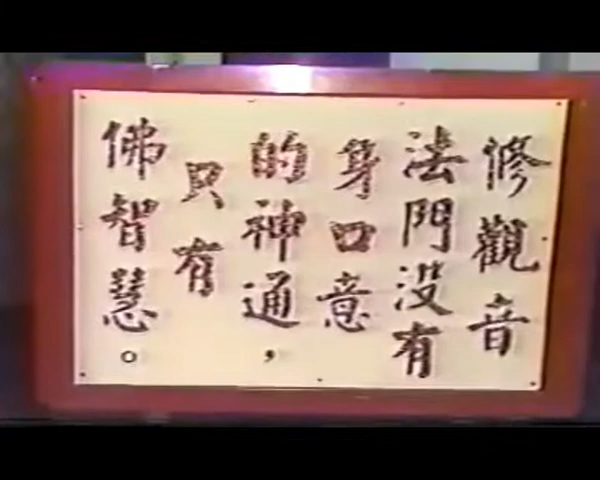 修觀音
法門沒有
身口意
的神通，
只有
佛智慧。